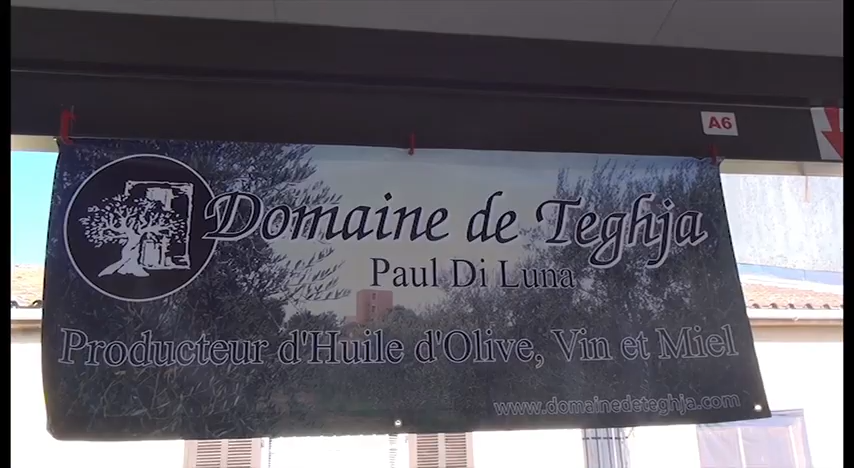 A6
Domaine de Teghja
Paul Di Luna
Producteur d'Huile d'Olive, Vin et Miel
www.domainedeteghja.com